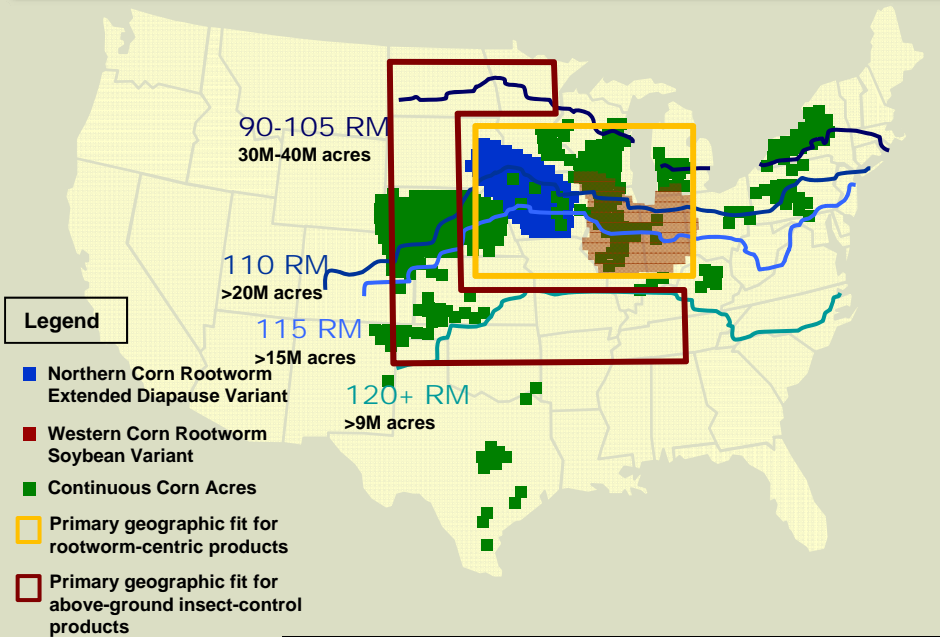 90-105 RM
30M-40M acres
110 RM
>20M acres
115 RM
>15M acres
120+ RM
>9M acres
Legend
Northern Corn Rootworm
Extended Diapause Variant
Western Corn Rootworm
Soybean Variant
Continuous Corn Acres
Primary geographic fit for
rootworm-centric products
Primary geographic fit for
above-ground insect-control
products